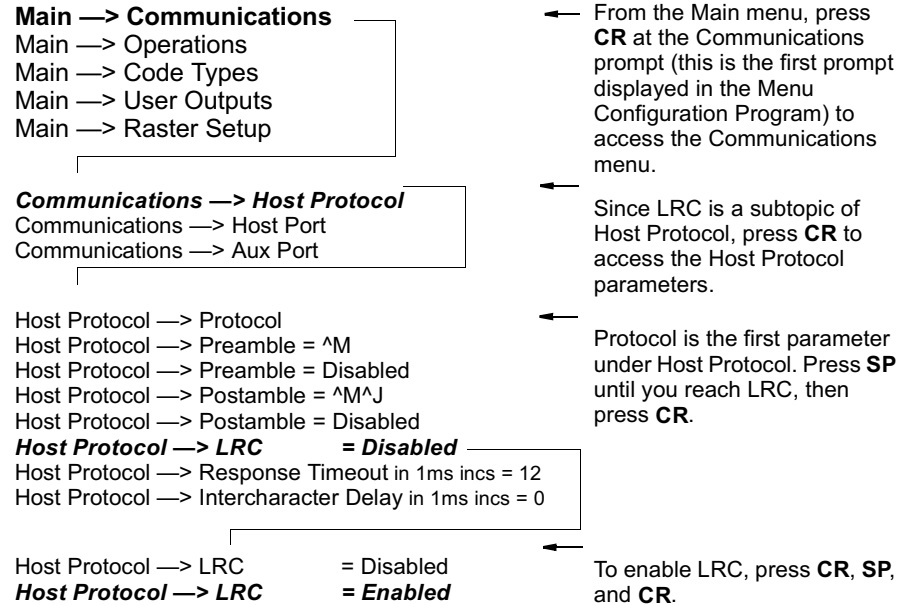 Main —> Communications
Main —> Operations
Main —> Code Types
Main —> User Outputs
Main —> Raster Setup
From the Main menu, press
CR at the Communications
prompt (this is the first prompt
displayed in the Menu
Configuration Program) to
access the Communications
menu.
Communications —> Host Protocol
Communications —> Host Port
Communications —> Aux Port
Since LRC is a subtopic of
Host Protocol, press CR to
access the Host Protocol
parameters.
Host Protocol —> Protocol
Host Protocol —> Preamble = ^M
Host Protocol —> Preamble = Disabled
Host Protocol —> Postamble = ^M^J
Host Protocol —> Postamble = Disabled
Host Protocol —> LRC = Disabled
Host Protocol —> Response Timeout in 1ms incs = 12
Host Protocol —> Intercharacter Delay in 1ms incs = 0
Protocol is the first parameter
under Host Protocol. Press SP
until you reach LRC, then
press CR.
Host Protocol —> LRC = Disabled
Host Protocol —> LRC = Enabled
To enable LRC, press CR, SP,
and CR.